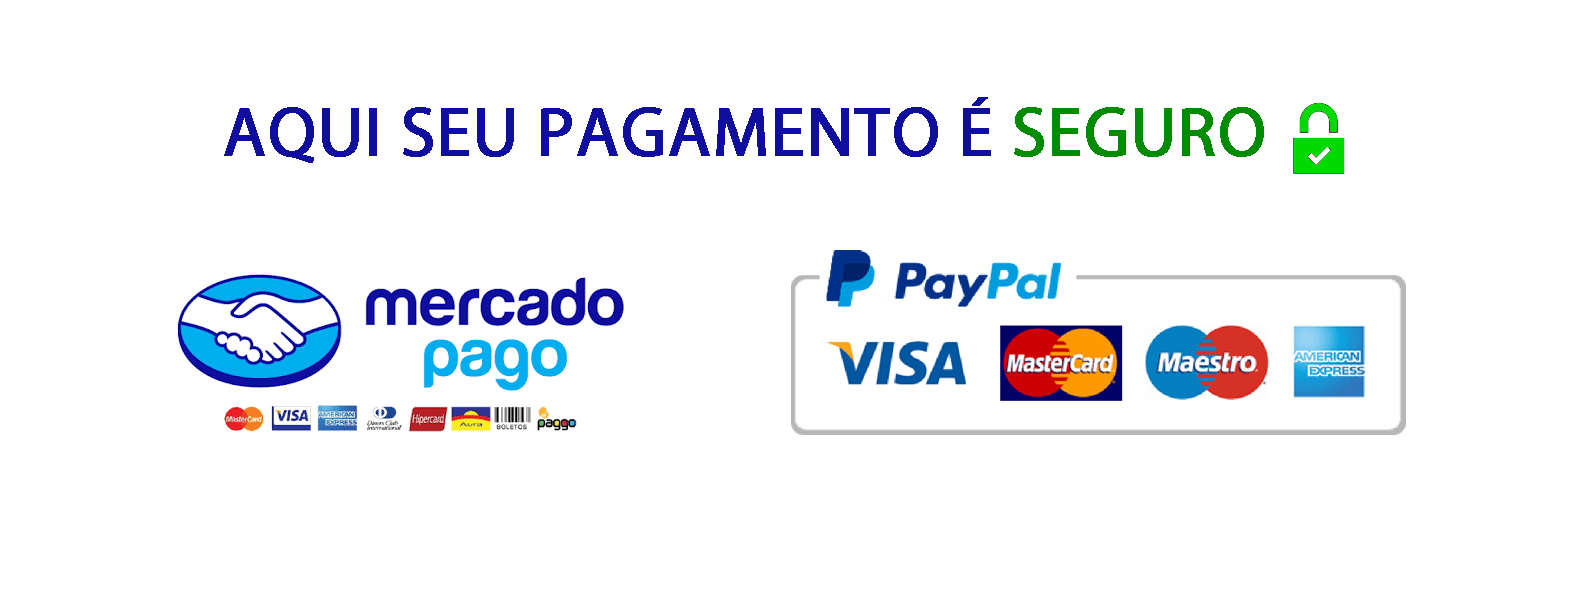 AQUI SEU PAGAMENTO É SEGURO
mercado
pago
MasterCard VISA AMERICAN EXPRESS Diners Club International Hipercard Aura BOLETOS paggo
PayPal
VISA MasterCard Maestro AMERICAN EXPRESS